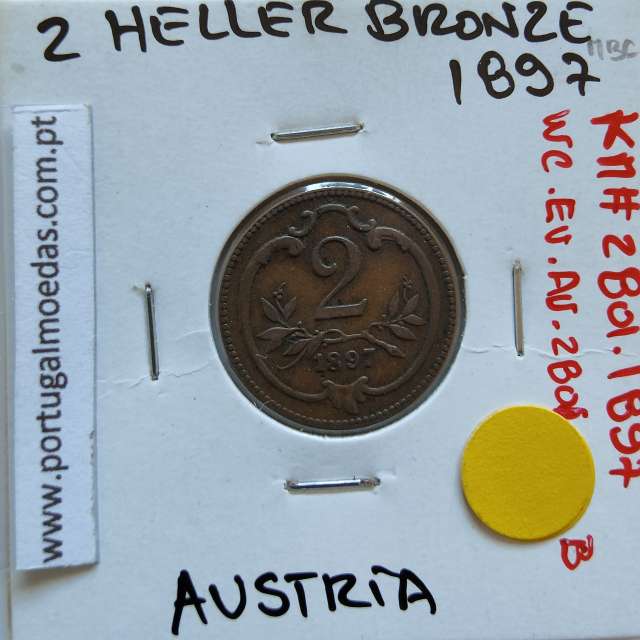 2 HELLER BRONZE
1897
MBC
www.portugalmoedas.com.pt
KM# 2801.1897
WC.EU.AU.2801
B
2
1897
AUSTRIA